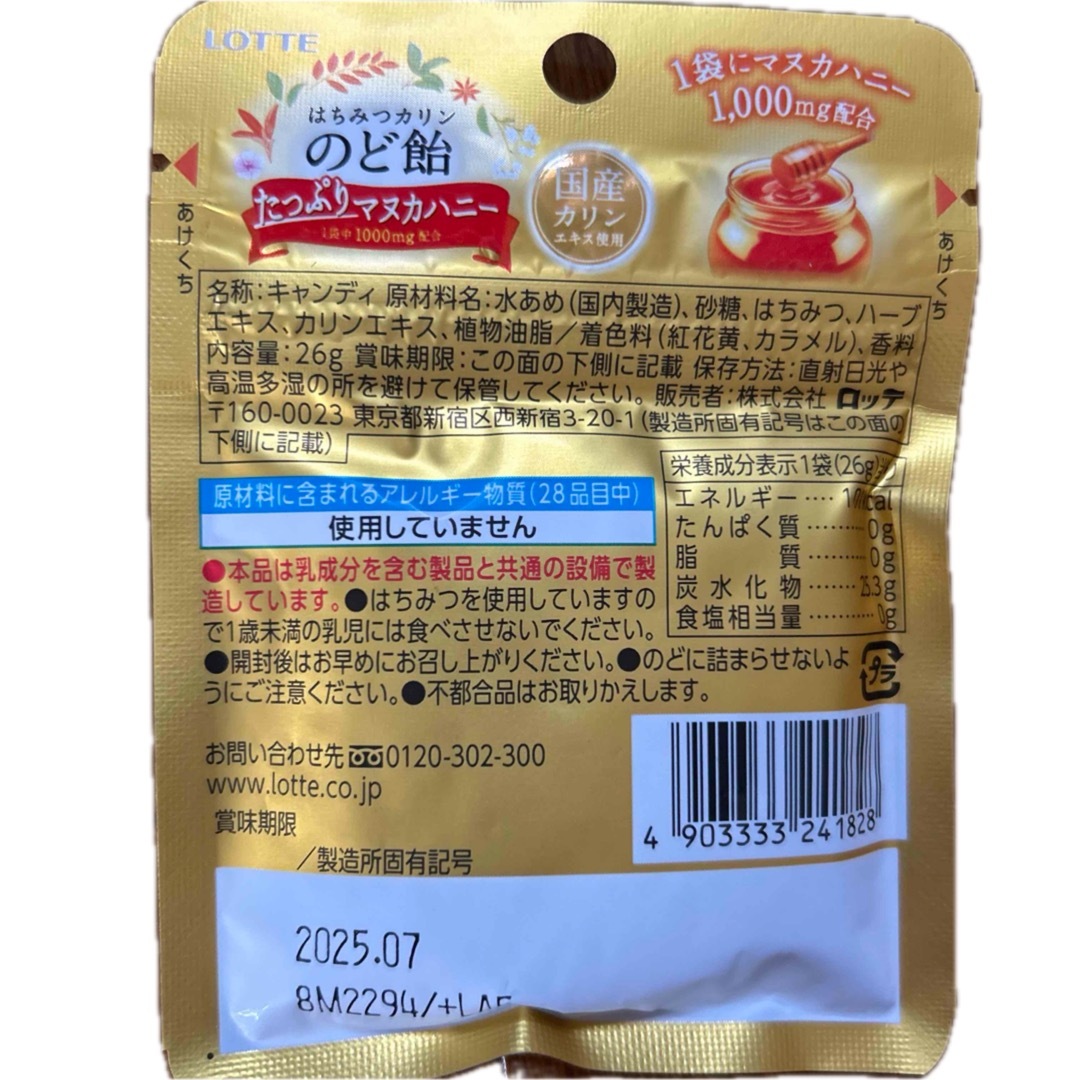 LOTTE
はちみつカリン
のど飴
たっぷりマヌカハニー
1袋中1000mg配合
国産
カリン
エキス使用
1袋にマヌカハニー
1,000mg配合
あけくち
あけくち
名称:キャンディ 原材料名:水あめ(国内製造)、砂糖、はちみつ、ハーブ
エキス、カリンエキス、植物油脂/着色料(紅花黄、カラメル)、香料
内容量:26g 賞味期限:この面の下側に記載 保存方法:直射日光や
高温多湿の所を避けて保管してください。 販売者:株式会社 ロッテ
〒160-0023 東京都新宿区西新宿3-20-1(製造所固有記号はこの面の
下側に記載)
原材料に含まれるアレルギー物質(28品目中)
使用していません
栄養成分表示1袋(26g)
エネルギー‥‥
たんぱく質………0g
脂 質………0g
炭水化物………25.3g
食塩相当量………0g
●本品は乳成分を含む製品と共通の設備で製
造しています。●はちみつを使用していますの
で1歳未満の乳児には食べさせないでください。
●開封後はお早めにお召し上がりください。●のどに詰まらせないよ
うにご注意ください。●不都合品はお取りかえします。
プラ
お問い合わせ先 0120-302-300
www.lotte.co.jp
賞味期限
/製造所固有記号
4 903333 241828
2025.07
8M2294/+LAF